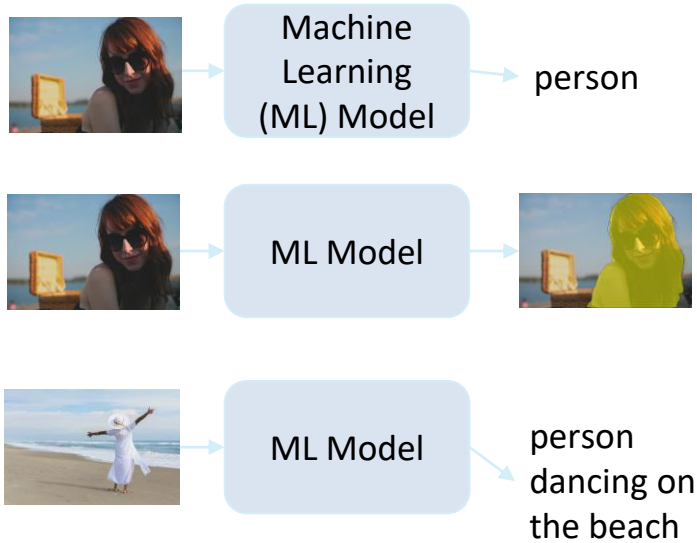 Machine
Learning
(ML) Model
person
ML Model
ML Model
person
dancing on
the beach